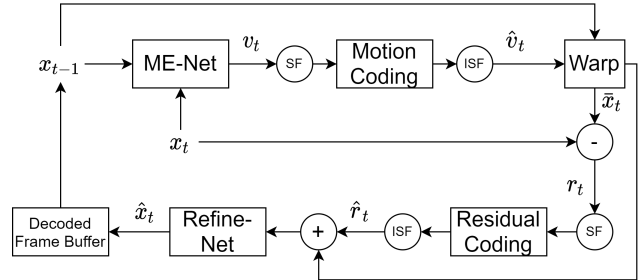 x_{t-1}
ME-Net
v_t
SF
Motion
Coding
ISF
\hat{v}_t
Warp
\bar{x}_t
x_t
-
r_t
Decoded
Frame Buffer
\hat{x}_t
Refine-
Net
+
\hat{r}_t
ISF
Residual
Coding
SF